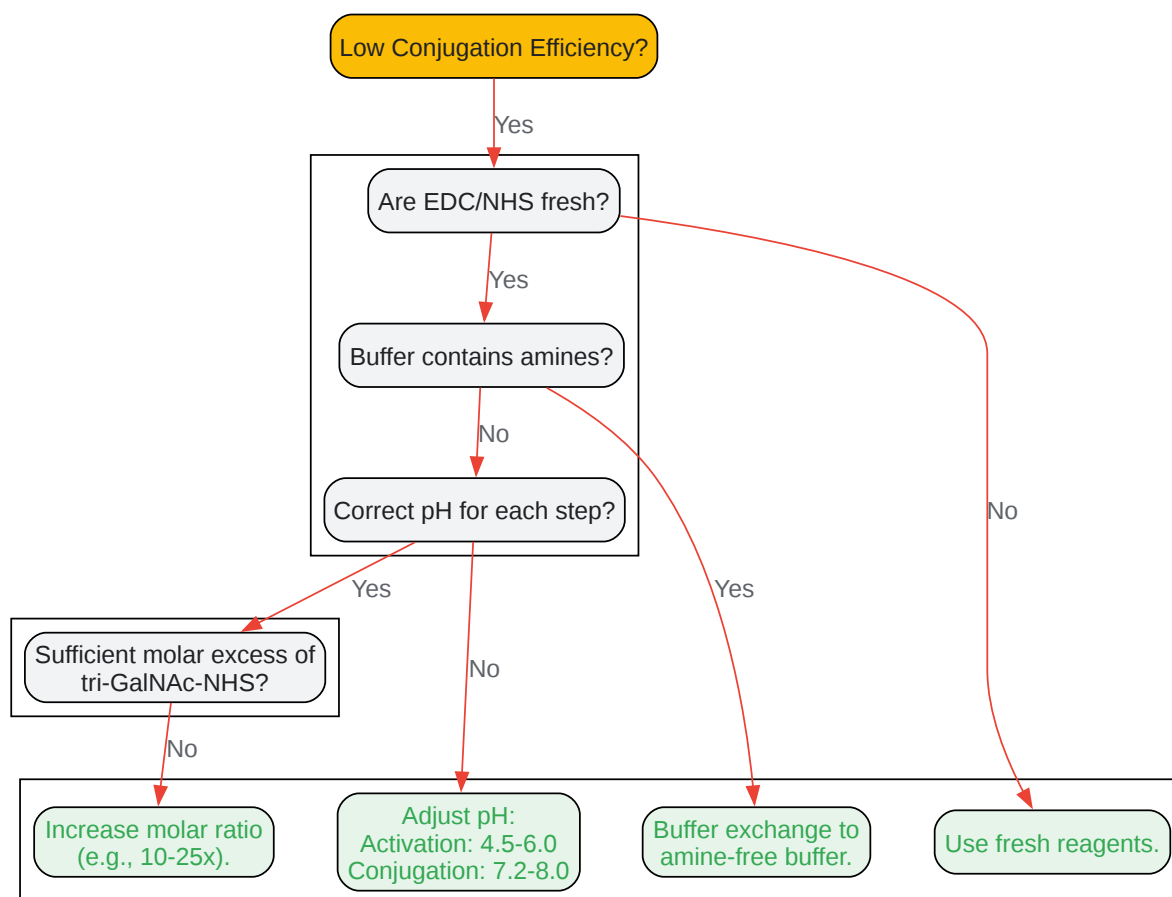 Low Conjugation Efficiency?
Yes
Are EDC/NHS fresh?
Yes
Buffer contains amines?
No
Correct pH for each step?
No
Yes
Yes
Sufficient molar excess of
tri-GalNAc-NHS?
No
No
Increase molar ratio
(e.g., 10-25x).
Adjust pH:
Activation: 4.5-6.0
Conjugation: 7.2-8.0
Buffer exchange to
amine-free buffer.
Use fresh reagents.